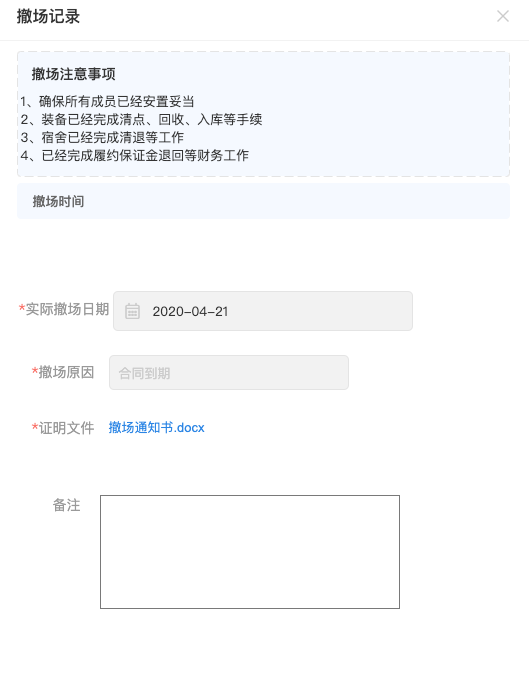 撤场记录
撤场注意事项
1、确保所有成员已经安置妥当
2、装备已经完成清点、回收、入库等手续
3、宿舍已经完成清退等工作
4、已经完成履约保证金退回等财务工作
撤场时间
*实际撤场日期 2020-04-21
*撤场原因 合同到期
*证明文件 撤场通知书.docx
备注